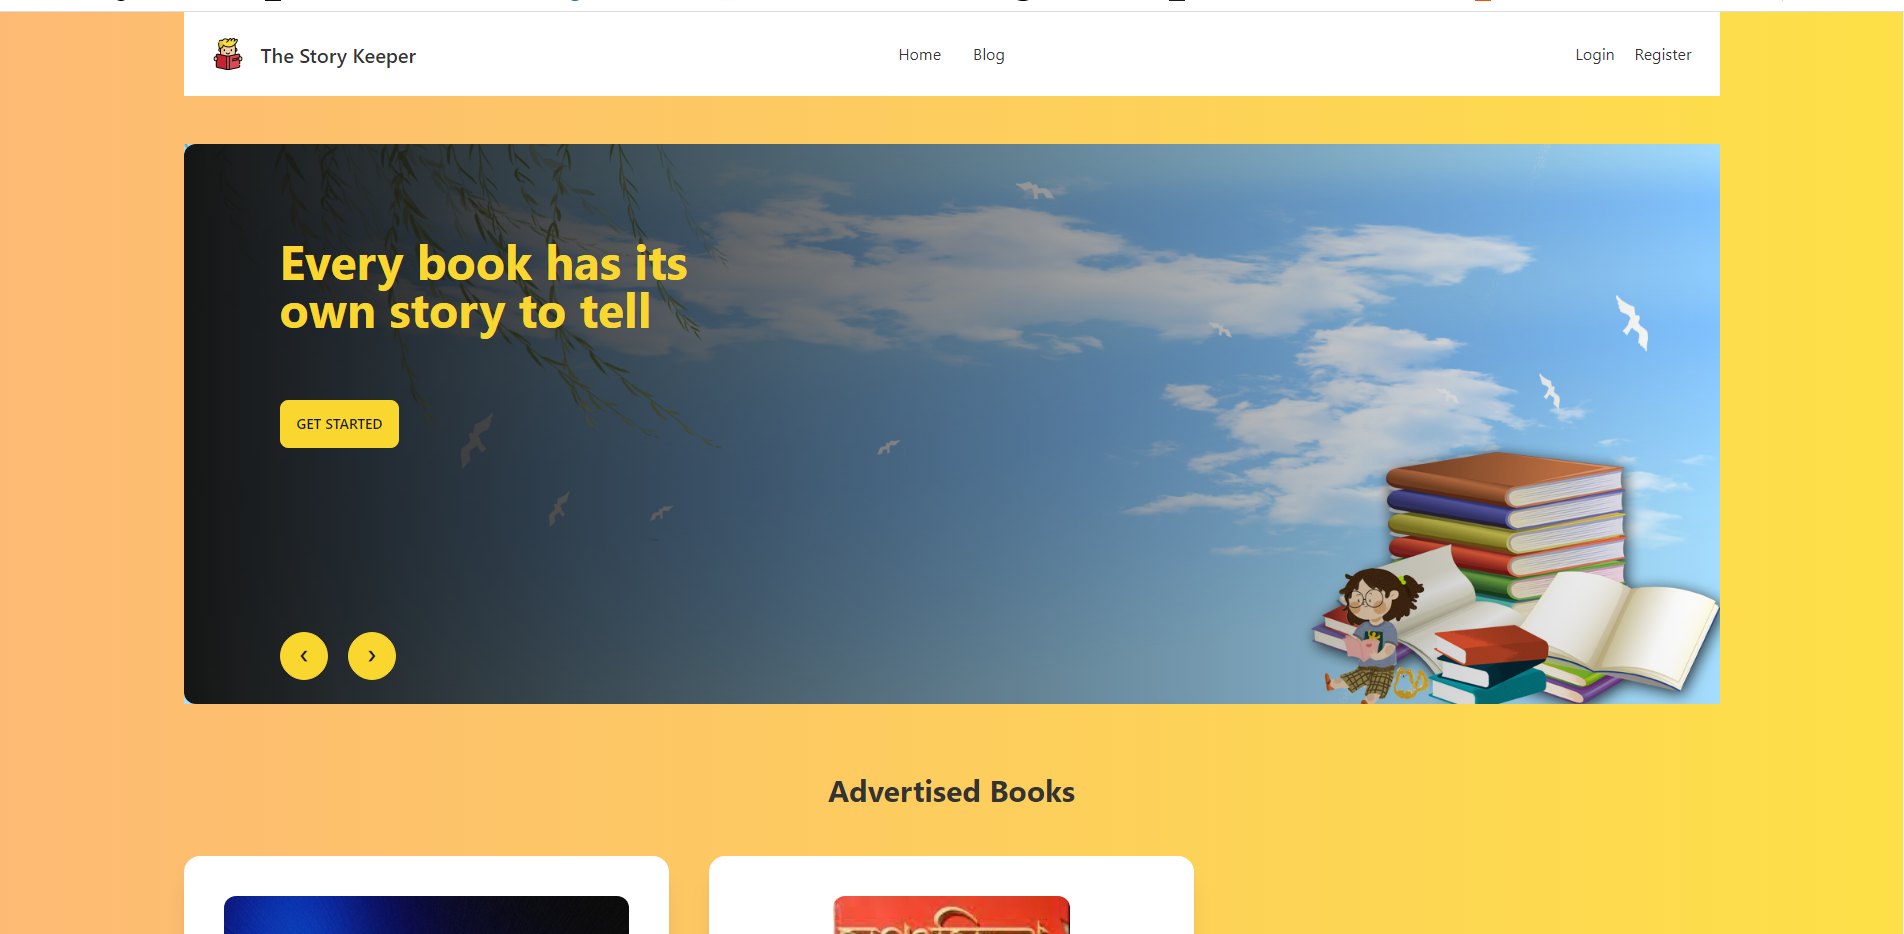 The Story Keeper
Home
Blog
Login
Register
Every book has its
own story to tell
GET STARTED
Advertised Books